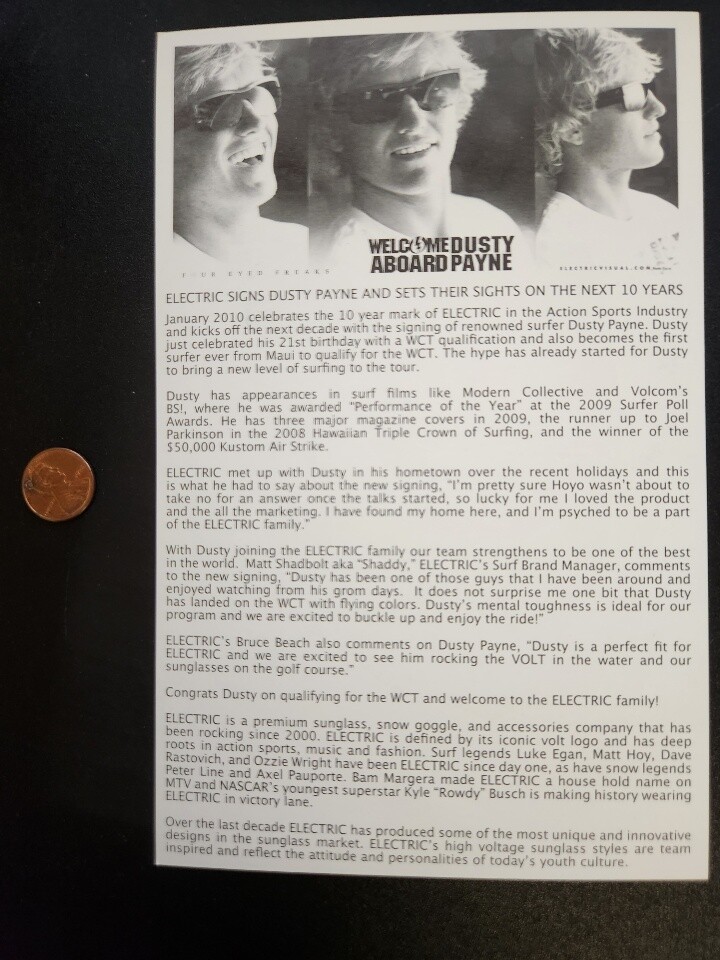 WELCOME DUSTY
ABOARD PAYNE
FOUR EYED FREAKS
ELECTRICVISUAL.COM
ELECTRIC SIGNS DUSTY PAYNE AND SETS THEIR SIGHTS ON THE NEXT 10 YEARS
January 2010 celebrates the 10 year mark of ELECTRIC in the Action Sports Industry
and kicks off the next decade with the signing of renowned surfer Dusty Payne. Dusty
just celebrated his 21st birthday with a WCT qualification and also becomes the first
surfer ever from Maui to qualify for the WCT. The hype has already started for Dusty
to bring a new level of surfing to the tour.
Dusty has appearances in surf films like Modern Collective and Volcom's
BS!, where he was awarded "Performance of the Year" at the 2009 Surfer Poll
Awards. He has three major magazine covers in 2009, the runner up to Joel
Parkinson in the 2008 Hawaiian Triple Crown of Surfing, and the winner of the
$50,000 Kustom Air Strike.
ELECTRIC met up with Dusty in his hometown over the recent holidays and this
is what he had to say about the new signing, "I'm pretty sure Hoyo wasn't about to
take no for an answer once the talks started, so lucky for me I loved the product
and the all the marketing. I have found my home here, and I'm psyched to be a part
of the ELECTRIC family."
With Dusty joining the ELECTRIC family our team strengthens to be one of the best
in the world. Matt Shadbolt aka "Shaddy," ELECTRIC's Surf Brand Manager, comments
to the new signing, "Dusty has been one of those guys that I have been around and
enjoyed watching from his grom days. It does not surprise me one bit that Dusty
has landed on the WCT with flying colors. Dusty's mental toughness is ideal for our
program and we are excited to buckle up and enjoy the ride!"
ELECTRIC's Bruce Beach also comments on Dusty Payne, "Dusty is a perfect fit for
ELECTRIC and we are excited to see him rocking the VOLT in the water and our
sunglasses on the golf course."
Congrats Dusty on qualifying for the WCT and welcome to the ELECTRIC family!
ELECTRIC is a premium sunglass, snow goggle, and accessories company that has
been rocking since 2000. ELECTRIC is defined by its iconic volt logo and has deep
roots in action sports, music and fashion. Surf legends Luke Egan, Matt Hoy, Dave
Rastovich, and Ozzie Wright have been ELECTRIC since day one, as have snow legends
Peter Line and Axel Pauporte. Bam Margera made ELECTRIC a house hold name on
MTV and NASCAR's youngest superstar Kyle "Rowdy" Busch is making history wearing
ELECTRIC in victory lane.
Over the last decade ELECTRIC has produced some of the most unique and innovative
designs in the sunglass market. ELECTRIC's high voltage sunglass styles are team
inspired and reflect the attitude and personalities of today's youth culture.